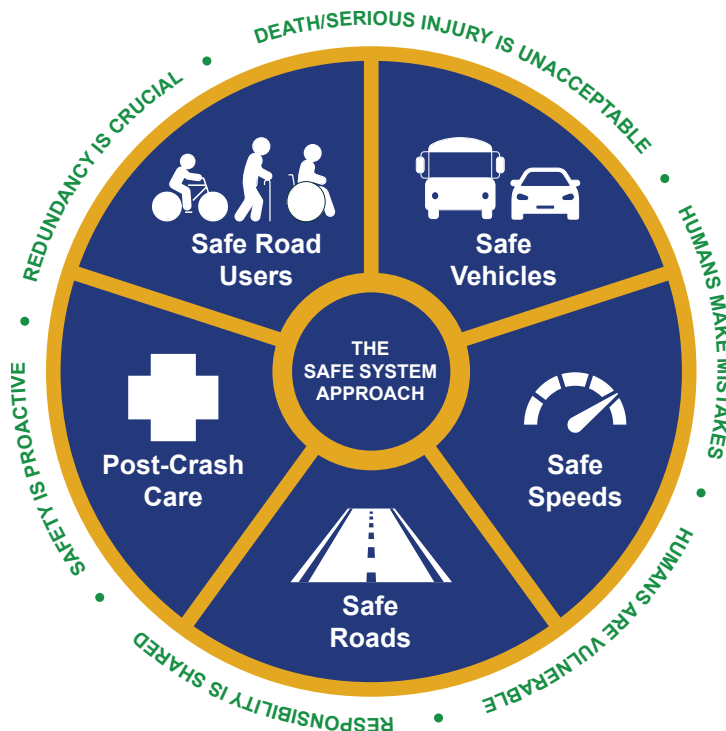 DEATH/SERIOUS INJURY IS UNACCEPTABLE
HUMANS MAKE MISTAKES
HUMANS ARE VULNERABLE
RESPONSIBILITY IS SHARED
SAFETY IS PROACTIVE
REDUNDANCY IS CRUCIAL
Safe Road
Users
Safe
Vehicles
THE
SAFE SYSTEM
APPROACH
Post-Crash
Care
Safe
Speeds
Safe
Roads